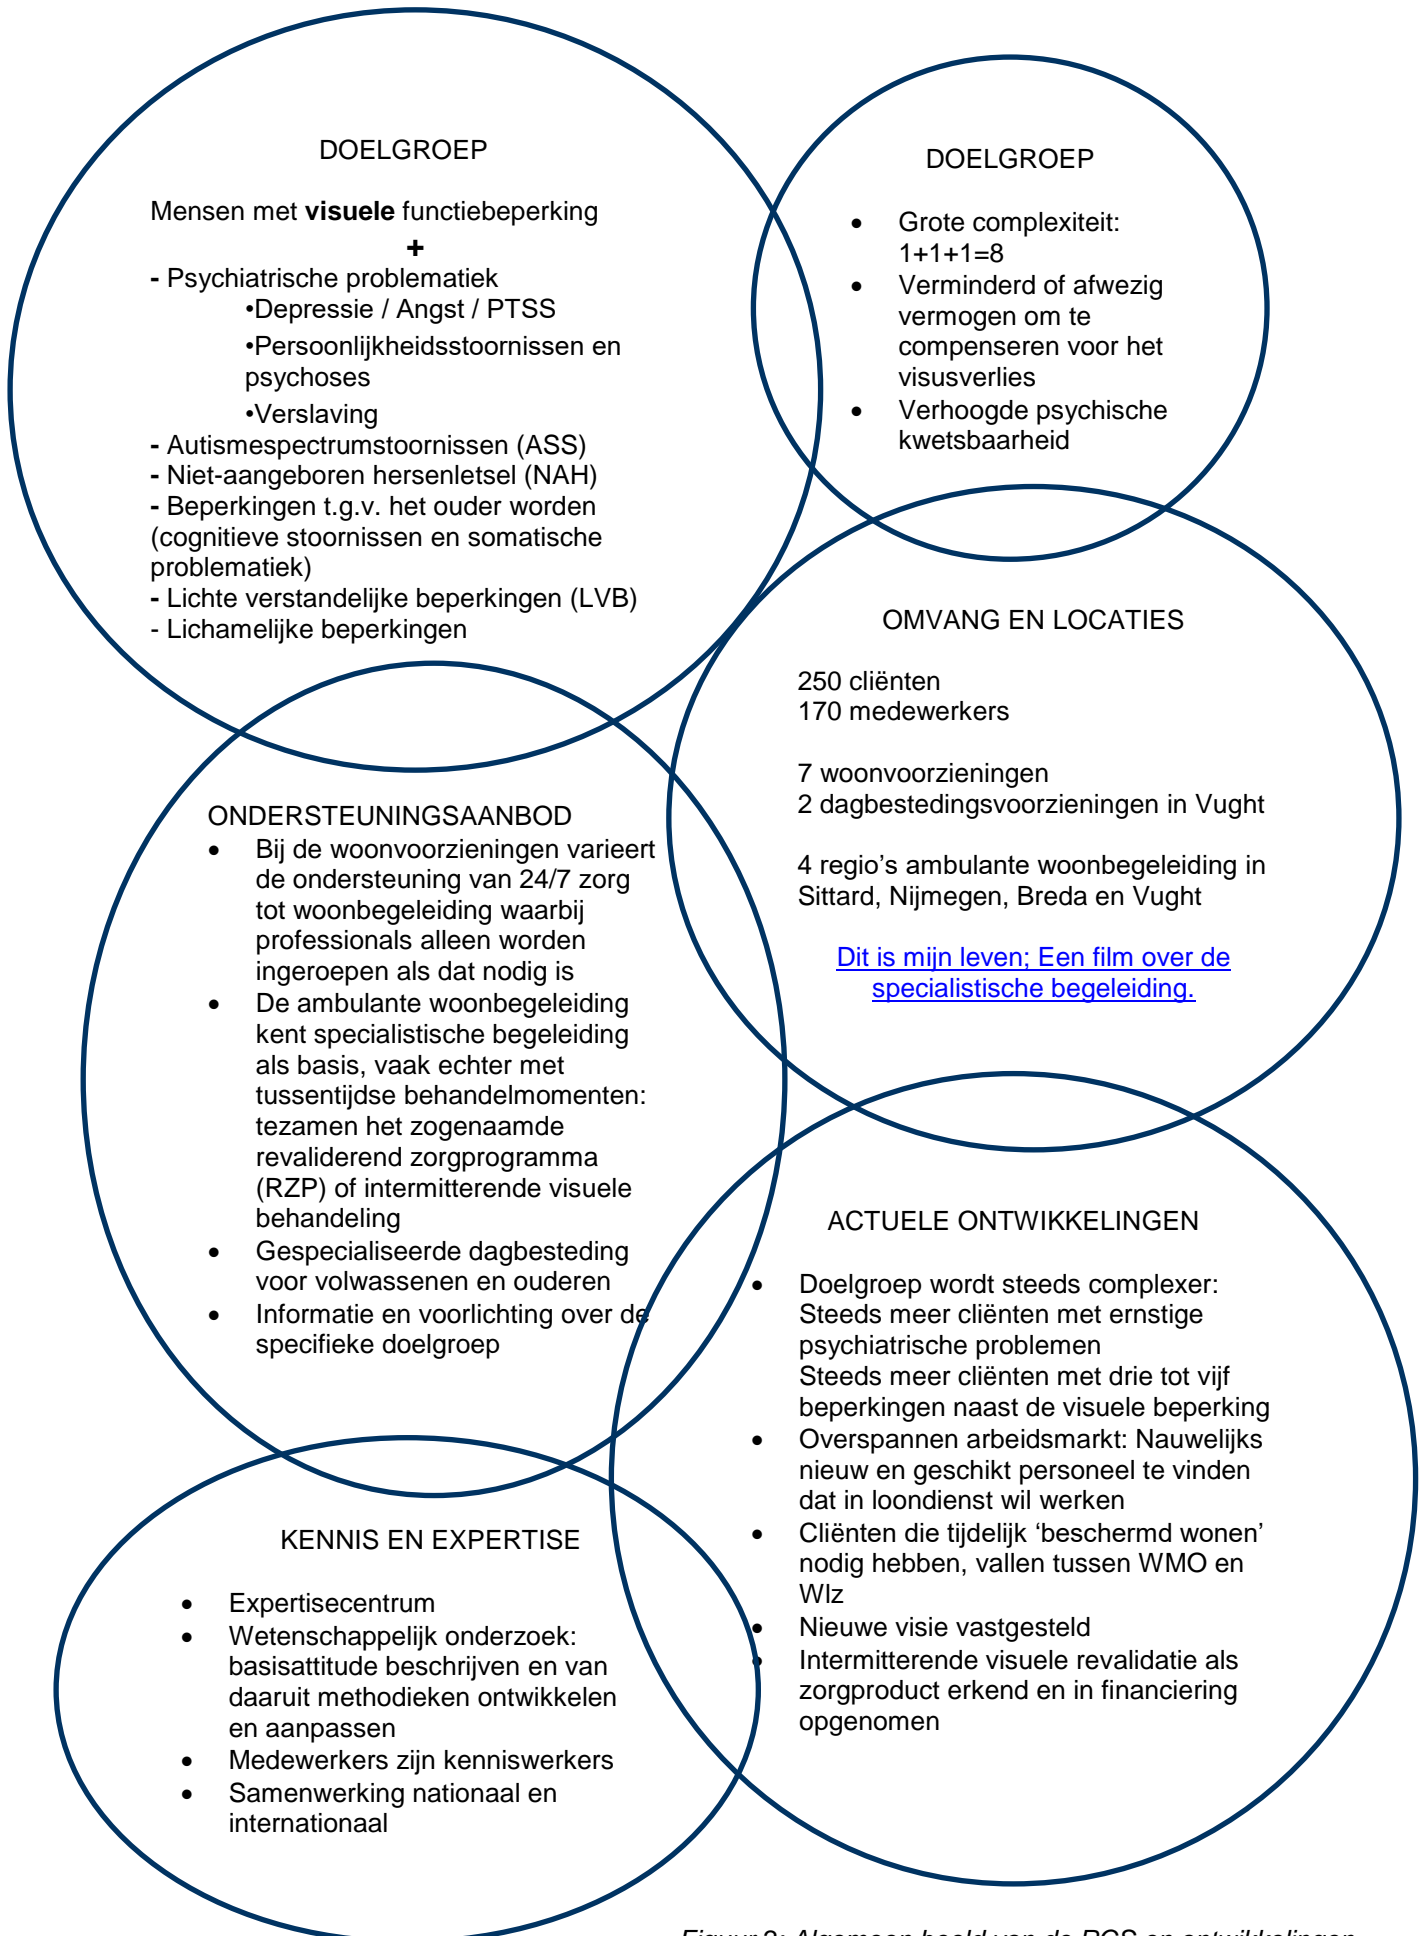 DOELGROEP
Mensen met visuele functiebeperking
+
- Psychiatrische problematiek
•Depressie / Angst / PTSS
•Persoonlijkheidsstoornissen en
psychoses
•Verslaving
- Autismespectrumstoornissen (ASS)
- Niet-aangeboren hersenletsel (NAH)
- Beperkingen t.g.v. het ouder worden
(cognitieve stoornissen en somatische
problematiek)
- Lichte verstandelijke beperkingen (LVB)
- Lichamelijke beperkingen
DOELGROEP
• Grote complexiteit:
1+1+1=8
• Verminderd of afwezig
vermogen om te
compenseren voor het
visusverlies
• Verhoogde psychische
kwetsbaarheid
OMVANG EN LOCATIES
250 cliënten
170 medewerkers
7 woonvoorzieningen
2 dagbestedingsvoorzieningen in Vught
4 regio's ambulante woonbegeleiding in
Sittard, Nijmegen, Breda en Vught
Dit is mijn leven; Een film over de
specialistische begeleiding.
ONDERSTEUNINGSAANBOD
• Bij de woonvoorzieningen varieert
de ondersteuning van 24/7 zorg
tot woonbegeleiding waarbij
professionals alleen worden
ingeroepen als dat nodig is
• De ambulante woonbegeleiding
kent specialistische begeleiding
als basis, vaak echter met
tussentijdse behandelmomenten:
tezamen het zogenaamde
revaliderend zorgprogramma
(RZP) of intermitterende visuele
behandeling
• Gespecialiseerde dagbesteding
voor volwassenen en ouderen
• Informatie en voorlichting over de
specifieke doelgroep
ACTUELE ONTWIKKELINGEN
• Doelgroep wordt steeds complexer:
Steeds meer cliënten met ernstige
psychiatrische problemen
Steeds meer cliënten met drie tot vijf
beperkingen naast de visuele beperking
• Overspannen arbeidsmarkt: Nauwelijks
nieuw en geschikt personeel te vinden
dat in loondienst wil werken
• Cliënten die tijdelijk ‘beschermd wonen’
nodig hebben, vallen tussen WMO en
Wlz
• Nieuwe visie vastgesteld
• Intermitterende visuele revalidatie als
zorgproduct erkend en in financiering
opgenomen
KENNIS EN EXPERTISE
• Expertisecentrum
• Wetenschappelijk onderzoek:
basisattitude beschrijven en van
daaruit methodieken ontwikkelen
en aanpassen
• Medewerkers zijn kenniswerkers
• Samenwerking nationaal en
internationaal
Figuur 2: Algemeen beeld van de RGS en ontwikkelingen